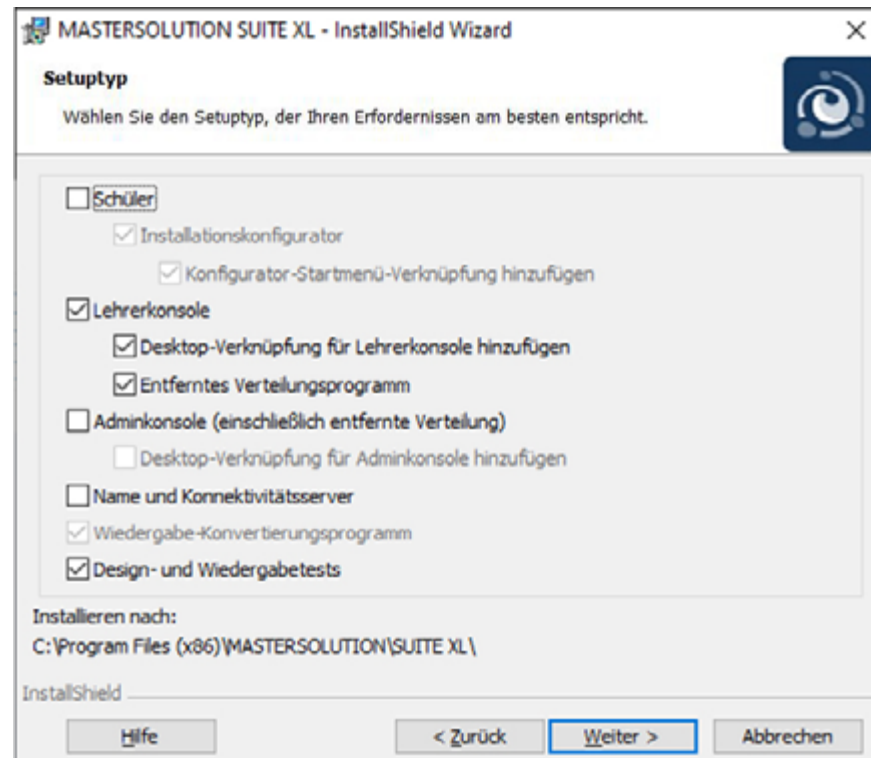 MASTERSOLUTION SUITE XL - InstallShield Wizard
Setuptyp
Wählen Sie den Setuptyp, der Ihren Erfordernissen am besten entspricht.
Schüler
Installationskonfigurator
Konfigurator-Startmenü-Verknüpfung hinzufügen
Lehrerkonsole
Desktop-Verknüpfung für Lehrerkonsole hinzufügen
Entferntes Verteilungsprogramm
Adminkonsole (einschließlich entfernte Verteilung)
Desktop-Verknüpfung für Adminkonsole hinzufügen
Name und Konnektivitätsserver
Wiedergabe-Konvertierungsprogramm
Design- und Wiedergabetests
Installieren nach:
C:\Program Files (x86)\MASTERSOLUTION\SUITE XL\
InstallShield
Hilfe < Zurück Weiter > Abbrechen